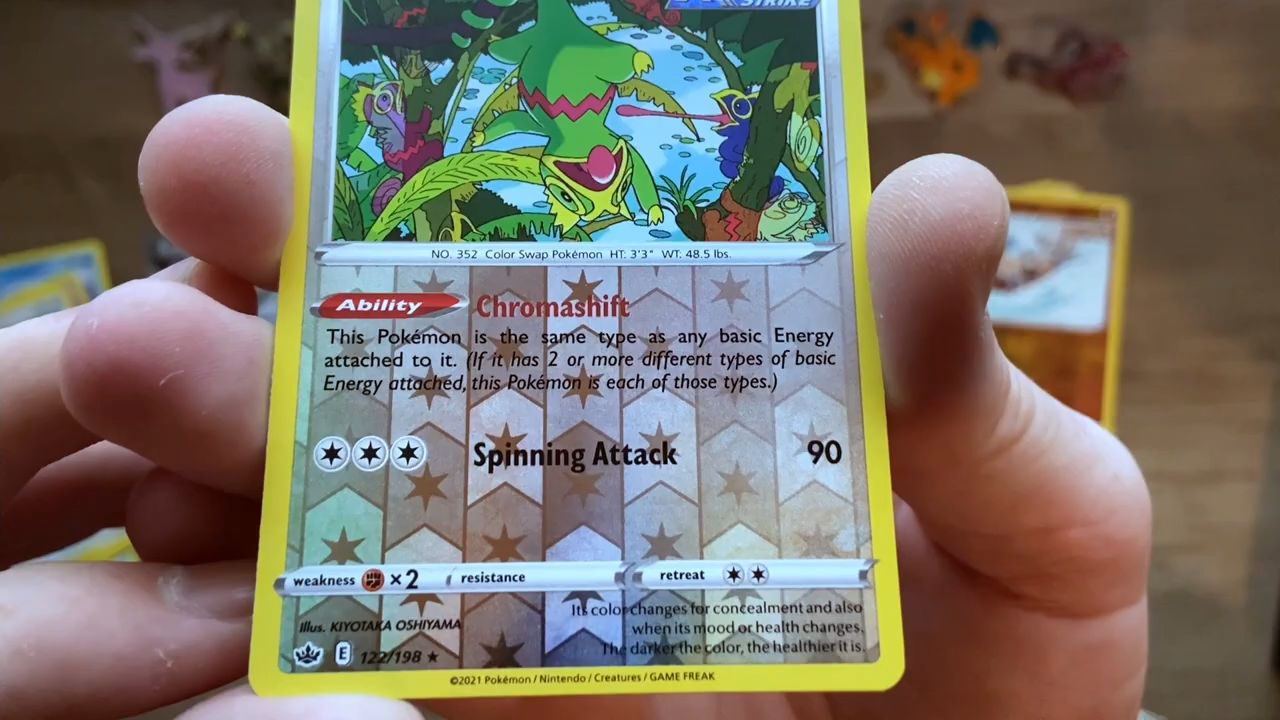 STRIKE
NO. 352 Color Swap Pokémon HT: 3'3" WT: 48.5 lbs.
Ability Chromashift
This Pokémon is the same type as any basic Energy
attached to it. (If it has 2 or more different types of basic
Energy attached, this Pokémon is each of those types.)
Spinning Attack 90
weakness ×2 resistance retreat
Its color changes for concealment and also
Illus. KIYOTAKA OSHIYAMA
when its mood or health changes.
The darker the color, the healthier it is.
E 122/198 ★
©2021 Pokémon / Nintendo / Creatures / GAME FREAK